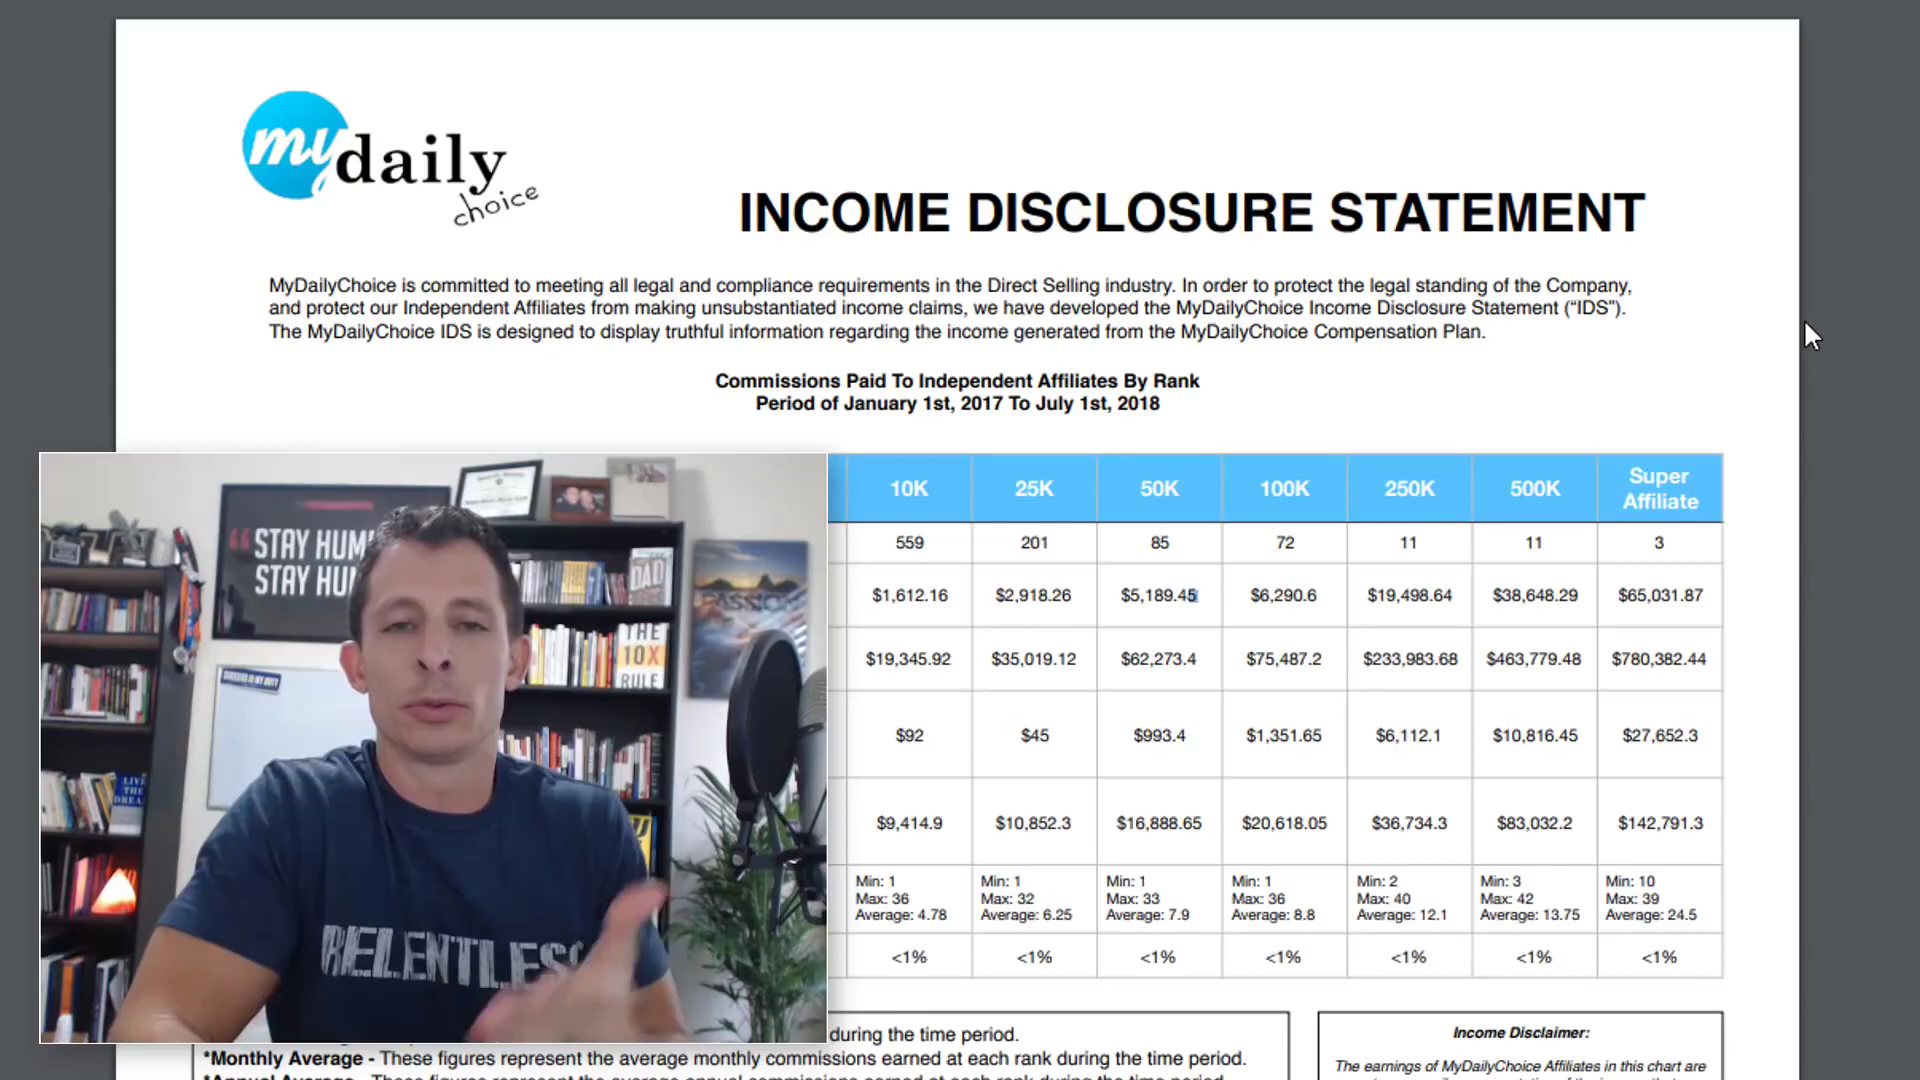 my daily
choice
INCOME DISCLOSURE STATEMENT
MyDailyChoice is committed to meeting all legal and compliance requirements in the Direct Selling industry. In order to protect the legal standing of the Company,
and protect our Independent Affiliates from making unsubstantiated income claims, we have developed the MyDailyChoice Income Disclosure Statement (“IDS”).
The MyDailyChoice IDS is designed to display truthful information regarding the income generated from the MyDailyChoice Compensation Plan.
Commissions Paid To Independent Affiliates By Rank
Period of January 1st, 2017 To July 1st, 2018
10K 25K 50K 100K 250K 500K Super Affiliate
559 201 85 72 11 11 3
$1,612.16 $2,918.26 $5,189.45 $6,290.6 $19,498.64 $38,648.29 $65,031.87
$19,345.92 $35,019.12 $62,273.4 $75,487.2 $233,983.68 $463,779.48 $780,382.44
$92 $45 $993.4 $1,351.65 $6,112.1 $10,816.45 $27,652.3
$9,414.9 $10,852.3 $16,888.65 $20,618.05 $36,734.3 $83,032.2 $142,791.3
Min: 1 Min: 1 Min: 1 Min: 1 Min: 2 Min: 3 Min: 10
Max: 36 Max: 32 Max: 33 Max: 36 Max: 40 Max: 42 Max: 39
Average: 4.78 Average: 6.25 Average: 7.9 Average: 8.8 Average: 12.1 Average: 13.75 Average: 24.5
<1% <1% <1% <1% <1% <1% <1%
“ STAY HUM
STAY HU
DAD
THE
10X
RULE
SUCCESS IS MY DUTY
LIVE
THE
DREAM
RELENTLESS
during the time period.
*Monthly Average - These figures represent the average monthly commissions earned at each rank during the time period.
Income Disclaimer:
The earnings of MyDailyChoice Affiliates in this chart are